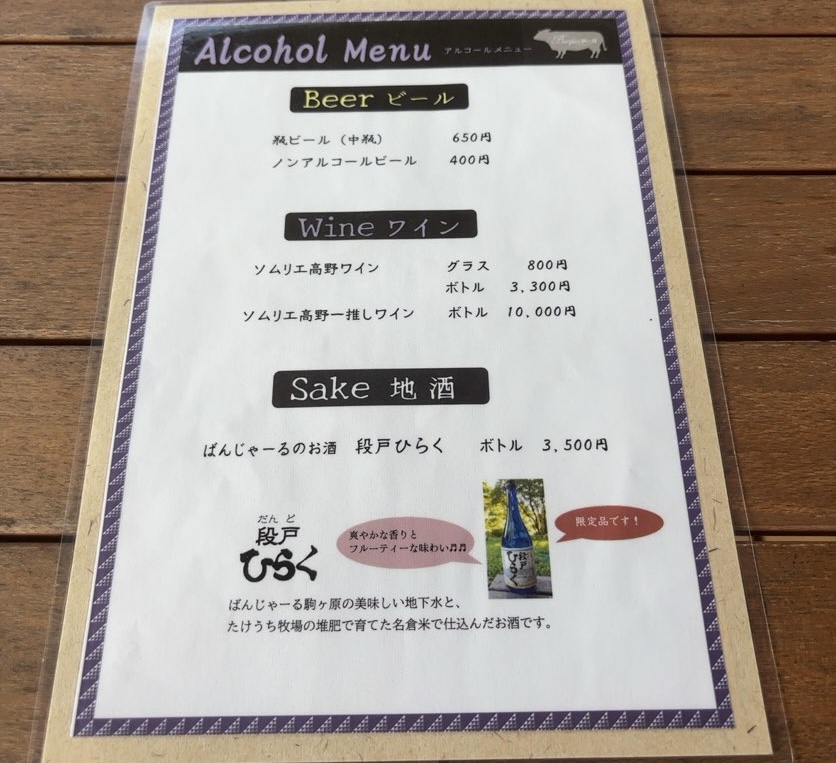 Alcohol Menu アルコールメニュー
Beer ビール
瓶ビール（中瓶） 650円
ノンアルコールビール 400円
Wine ワイン
ソムリエ高野ワイン グラス 800円
ボトル 3,300円
ソムリエ高野一推しワイン ボトル 10,000円
Sake 地酒
ばんじゃーるのお酒 段戸ひらく ボトル 3,500円
だんど
段戸
ひらく
爽やかな香りと
フルーティーな味わい♫♫
段戸
ひらく
限定品です！
ばんじゃーる駒ヶ原の美味しい地下水と、
たけうち牧場の堆肥で育てた名倉米で仕込んだお酒です。